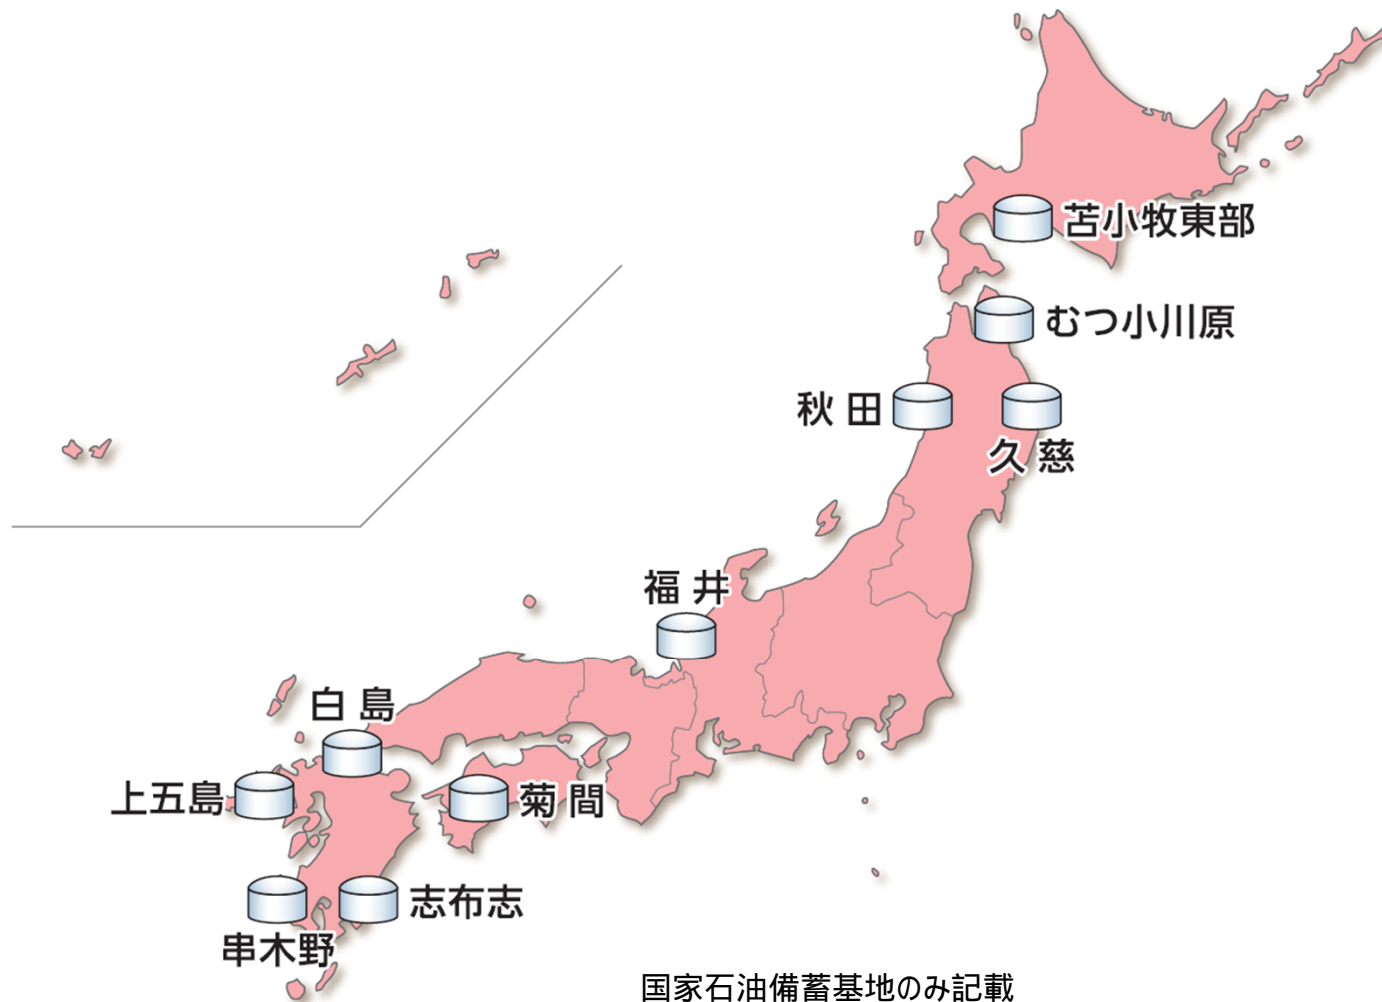 苫小牧東部
むつ小川原
秋 田
久 慈
福 井
白 島
上五島
菊 間
志布志
串木野
国家石油備蓄基地のみ記載